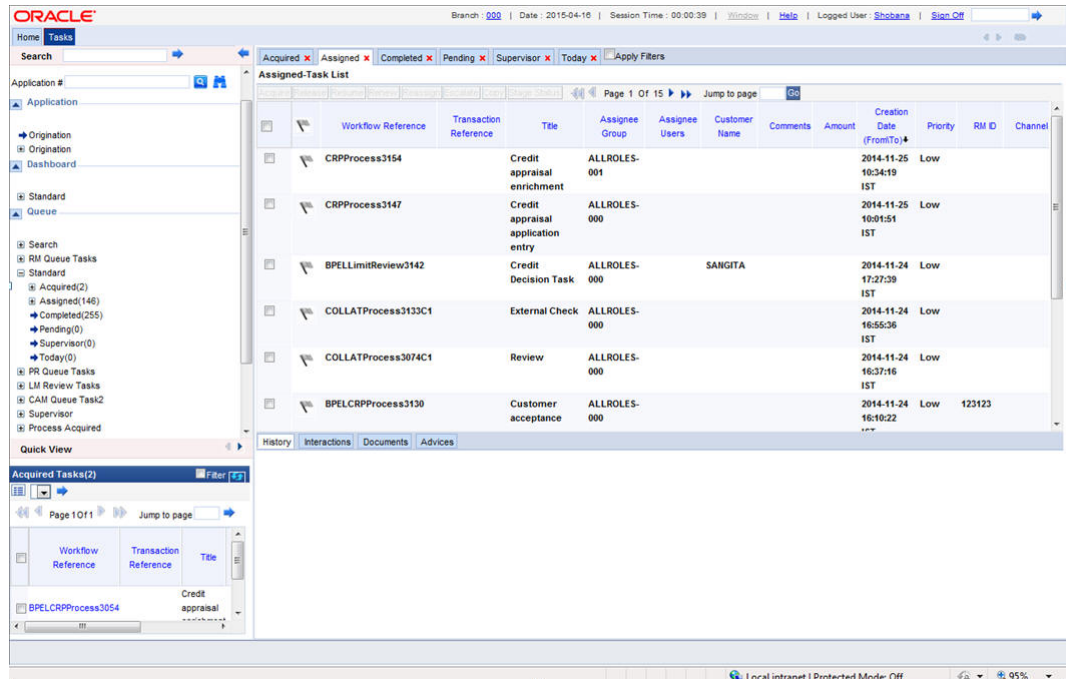 ORACLE
Branch : 000 | Date : 2015-04-16 | Session Time : 00:00:39 | Window | Help | Logged User : Shobana | Sign Off
Home Tasks
Search
Application #
Application
Origination
Origination
Dashboard
Standard
Queue
Search
RM Queue Tasks
Standard
Acquired(2)
Assigned(146)
Completed(255)
Pending(0)
Supervisor(0)
Today(0)
PR Queue Tasks
LM Review Tasks
CAM Queue Task2
Supervisor
Process Acquired
Quick View
Acquired Tasks(2) Filter
Page 1 Of 1 Jump to page
Workflow Reference Transaction Reference Title
BPELCRPProcess3054 Credit appraisal
Acquired Assigned Completed Pending Supervisor Today Apply Filters
Assigned-Task List
Acquire Release Resume Renew Reassign Escalate Copy Stage Status Page 1 Of 15 Jump to page Go
Workflow Reference Transaction Reference Title Assignee Group Assignee Users Customer Name Comments Amount Creation Date (From\To) Priority RM ID Channel
CRPProcess3154 Credit appraisal enrichment ALLROLES-001 2014-11-25 10:34:19 IST Low
CRPProcess3147 Credit appraisal application entry ALLROLES-000 2014-11-25 10:01:51 IST Low
BPELLimitReview3142 Credit Decision Task ALLROLES-000 SANGITA 2014-11-24 17:27:39 IST Low
COLLATProcess3133C1 External Check ALLROLES-000 2014-11-24 16:55:36 IST Low
COLLATProcess3074C1 Review ALLROLES-000 2014-11-24 16:37:16 IST Low
BPELCRPProcess3130 Customer acceptance ALLROLES-000 2014-11-24 16:10:22 Low 123123
History Interactions Documents Advices
Local intranet | Protected Mode: Off 95%